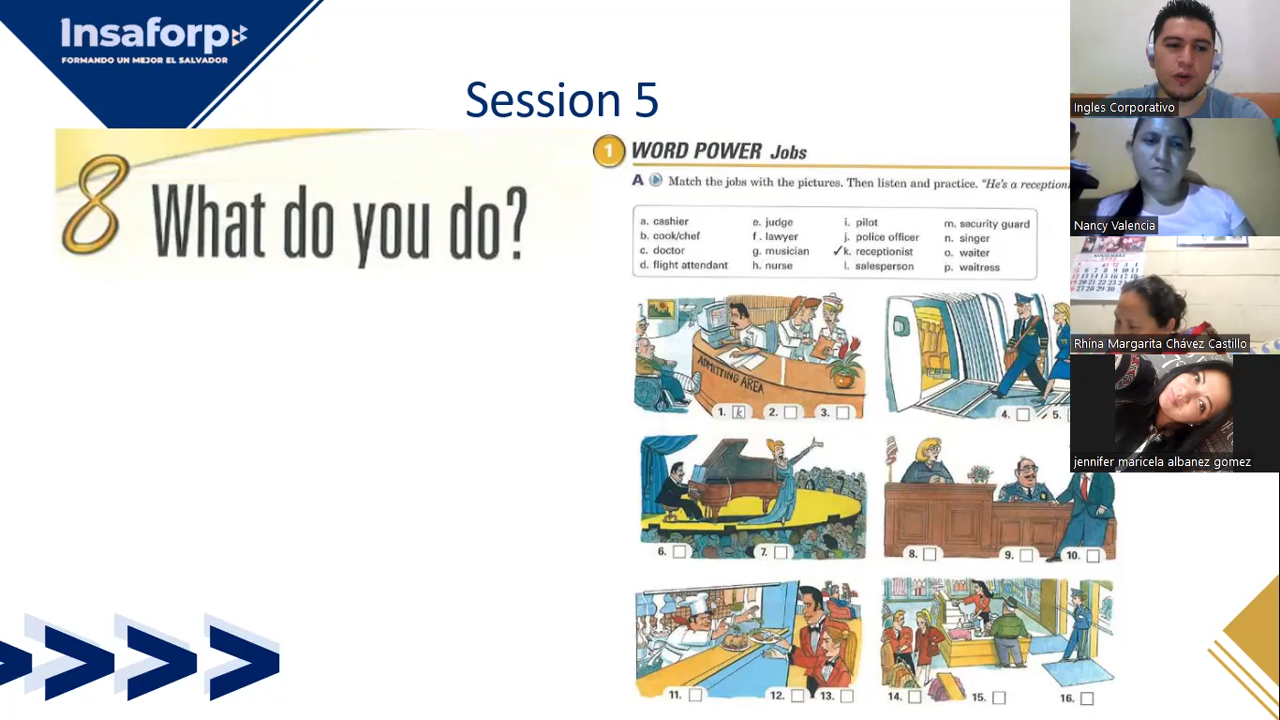 Insaforp
FORMANDO UN MEJOR EL SALVADOR
Session 5
8 What do you do?
1 WORD POWER Jobs
A Match the jobs with the pictures. Then listen and practice. "He's a reception
a. cashier
b. cook/chef
c. doctor
d. flight attendant
e. judge
f. lawyer
g. musician
h. nurse
i. pilot
j. police officer
✓k. receptionist
l. salesperson
m. security guard
n. singer
o. waiter
p. waitress
ADMITTING AREA
1. k 2. 3.
4. 5.
6. 7.
8. 9. 10.
11. 12. 13.
14. 15. 16.
Ingles Corporativo
Nancy Valencia
Rhina Margarita Chávez Castillo
jennifer maricela albanez gomez